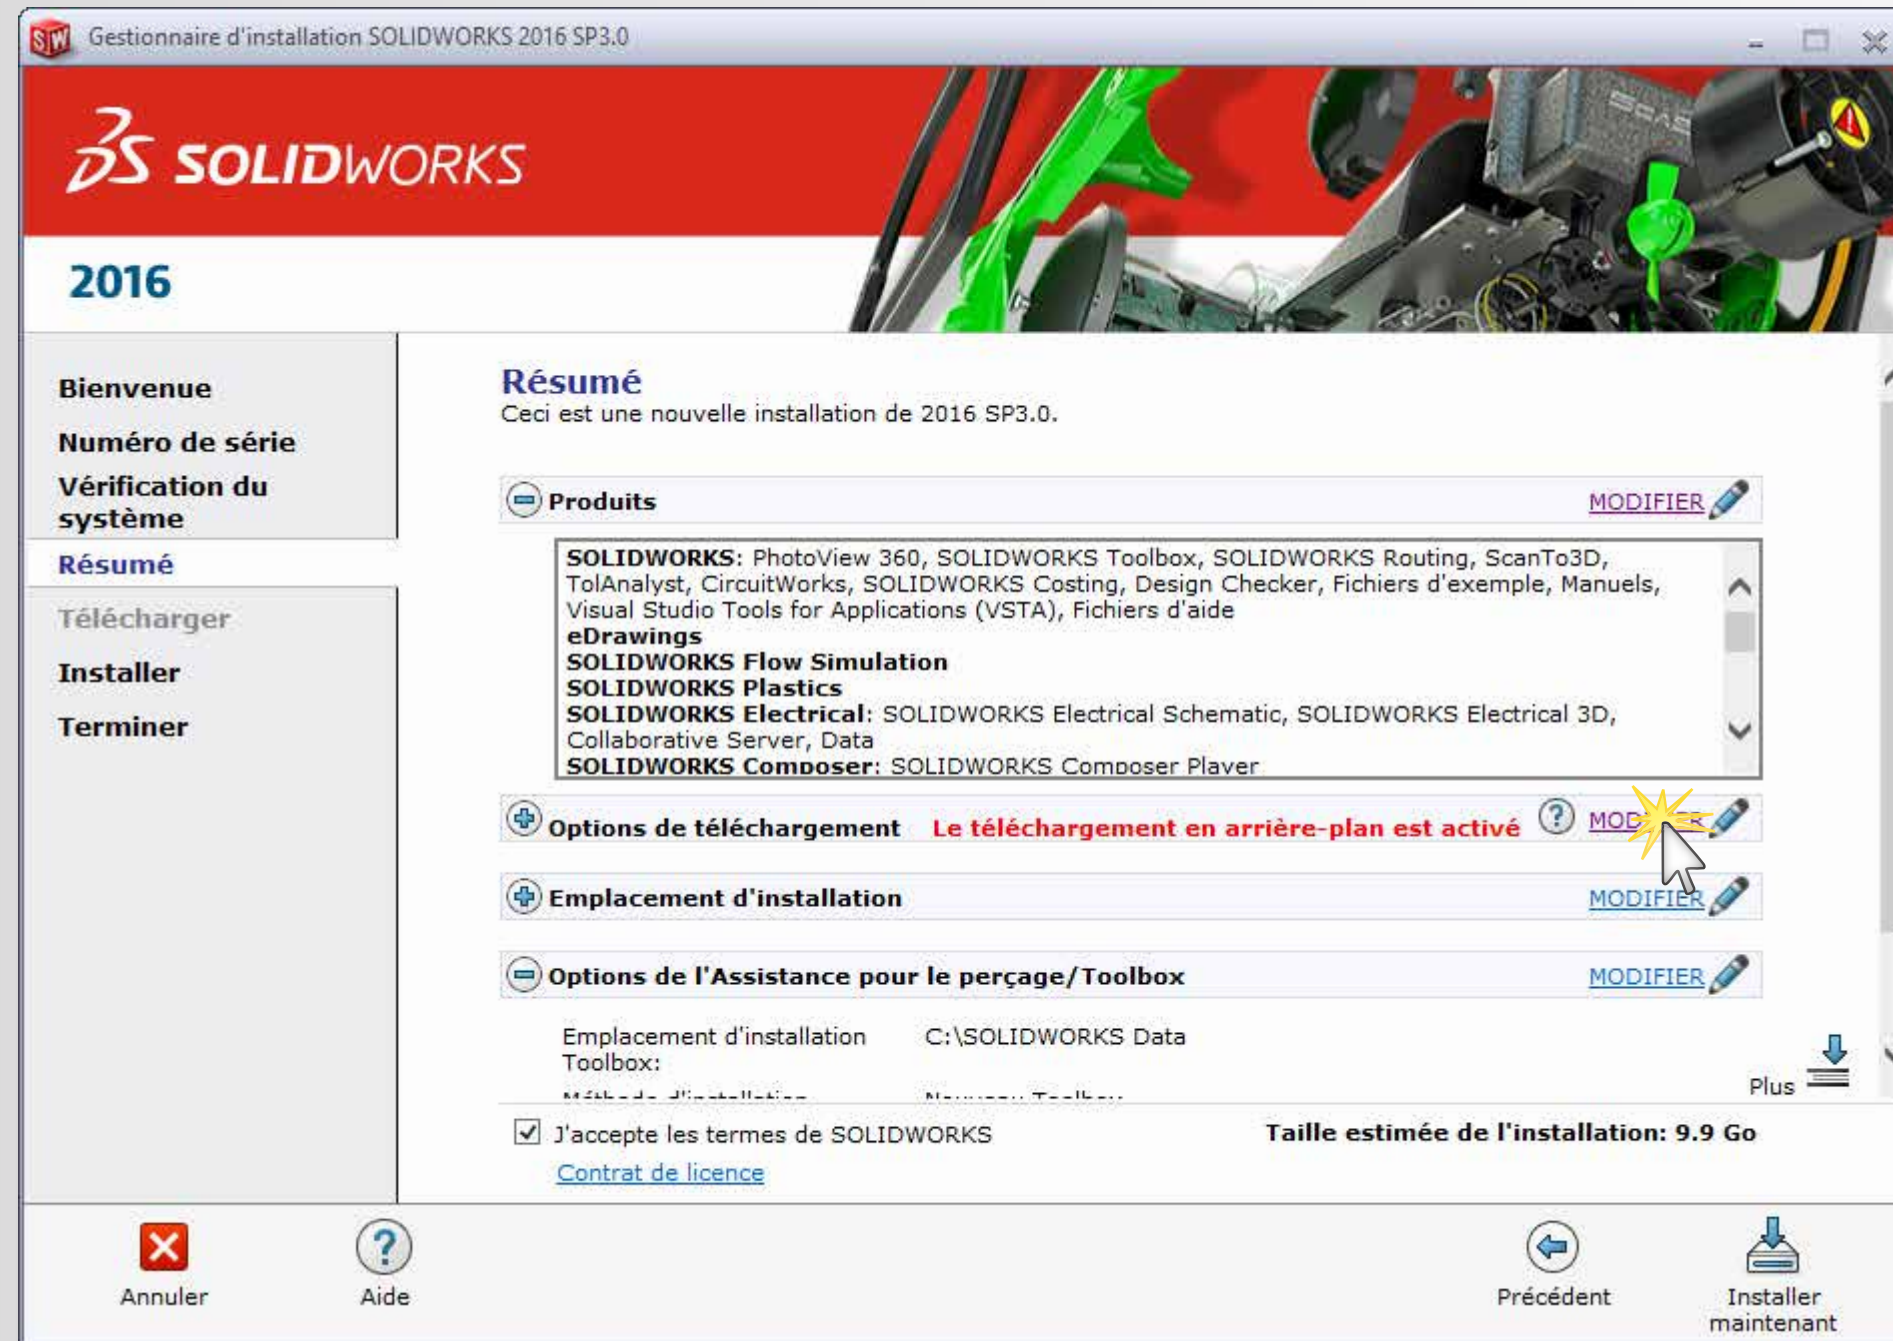 Gestionnaire d'installation SOLIDWORKS 2016 SP3.0
SOLIDWORKS
2016
Bienvenue
Numéro de série
Vérification du
système
Résumé
Télécharger
Installer
Terminer
Résumé
Ceci est une nouvelle installation de 2016 SP3.0.
Produits MODIFIER
SOLIDWORKS: PhotoView 360, SOLIDWORKS Toolbox, SOLIDWORKS Routing, ScanTo3D,
TolAnalyst, CircuitWorks, SOLIDWORKS Costing, Design Checker, Fichiers d'exemple, Manuels,
Visual Studio Tools for Applications (VSTA), Fichiers d'aide
eDrawings
SOLIDWORKS Flow Simulation
SOLIDWORKS Plastics
SOLIDWORKS Electrical: SOLIDWORKS Electrical Schematic, SOLIDWORKS Electrical 3D,
Collaborative Server, Data
SOLIDWORKS Composer: SOLIDWORKS Composer Player
Options de téléchargement Le téléchargement en arrière-plan est activé ? MODIFIER
Emplacement d'installation MODIFIER
Options de l'Assistance pour le perçage/Toolbox MODIFIER
Emplacement d'installation C:\SOLIDWORKS Data
Toolbox:
Méthode d'installation Nouveau Toolbox
Plus
J'accepte les termes de SOLIDWORKS Taille estimée de l'installation: 9.9 Go
Contrat de licence
Annuler
Aide
Précédent
Installer
maintenant